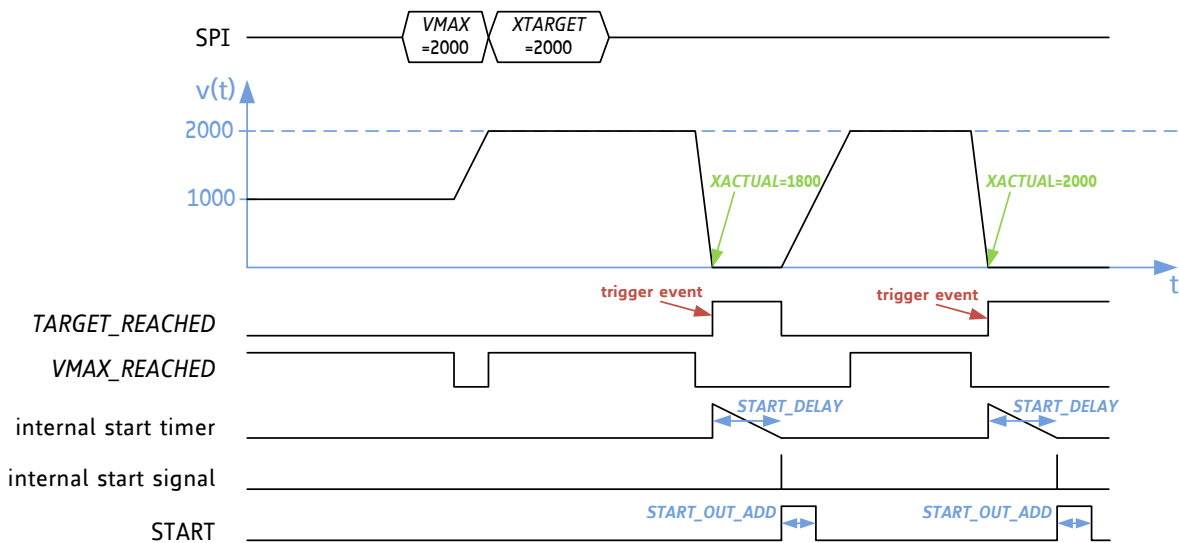 SPI
VMAX
=2000
XTARGET
=2000
v(t)
2000
1000
XACTUAL=1800
XACTUAL=2000
t
trigger event
trigger event
TARGET_REACHED
VMAX_REACHED
START_DELAY
START_DELAY
internal start timer
internal start signal
START_OUT_ADD
START_OUT_ADD
START